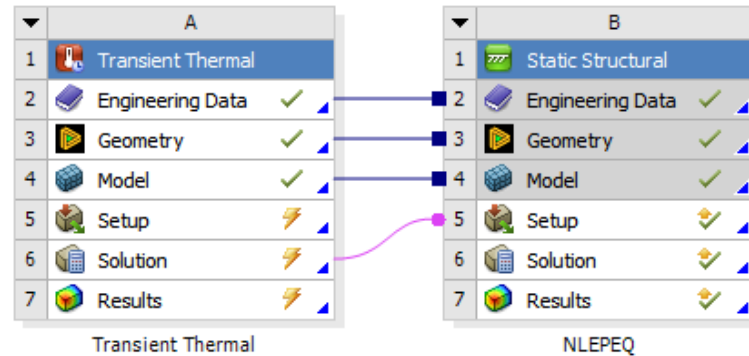 A
1 Transient Thermal
2 Engineering Data
3 Geometry
4 Model
5 Setup
6 Solution
7 Results
Transient Thermal
B
1 Static Structural
2 Engineering Data
3 Geometry
4 Model
5 Setup
6 Solution
7 Results
NLEPEQ